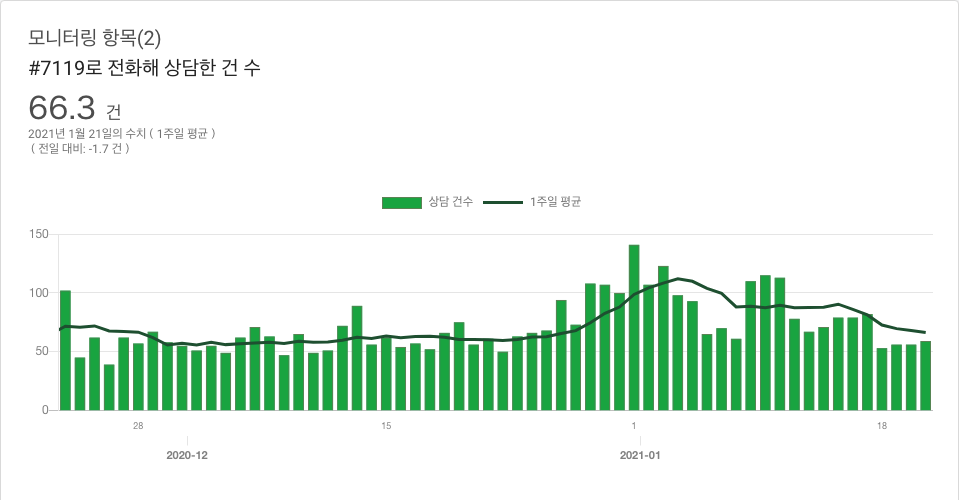 모니터링 항목(2)
#7119로 전화해 상담한 건 수
66.3 건
2021년 1월 21일의 수치 ( 1주일 평균 )
( 전일 대비: -1.7 건 )
상담 건수 1주일 평균
150
100
50
0
28 15 1 18
2020-12 2021-01